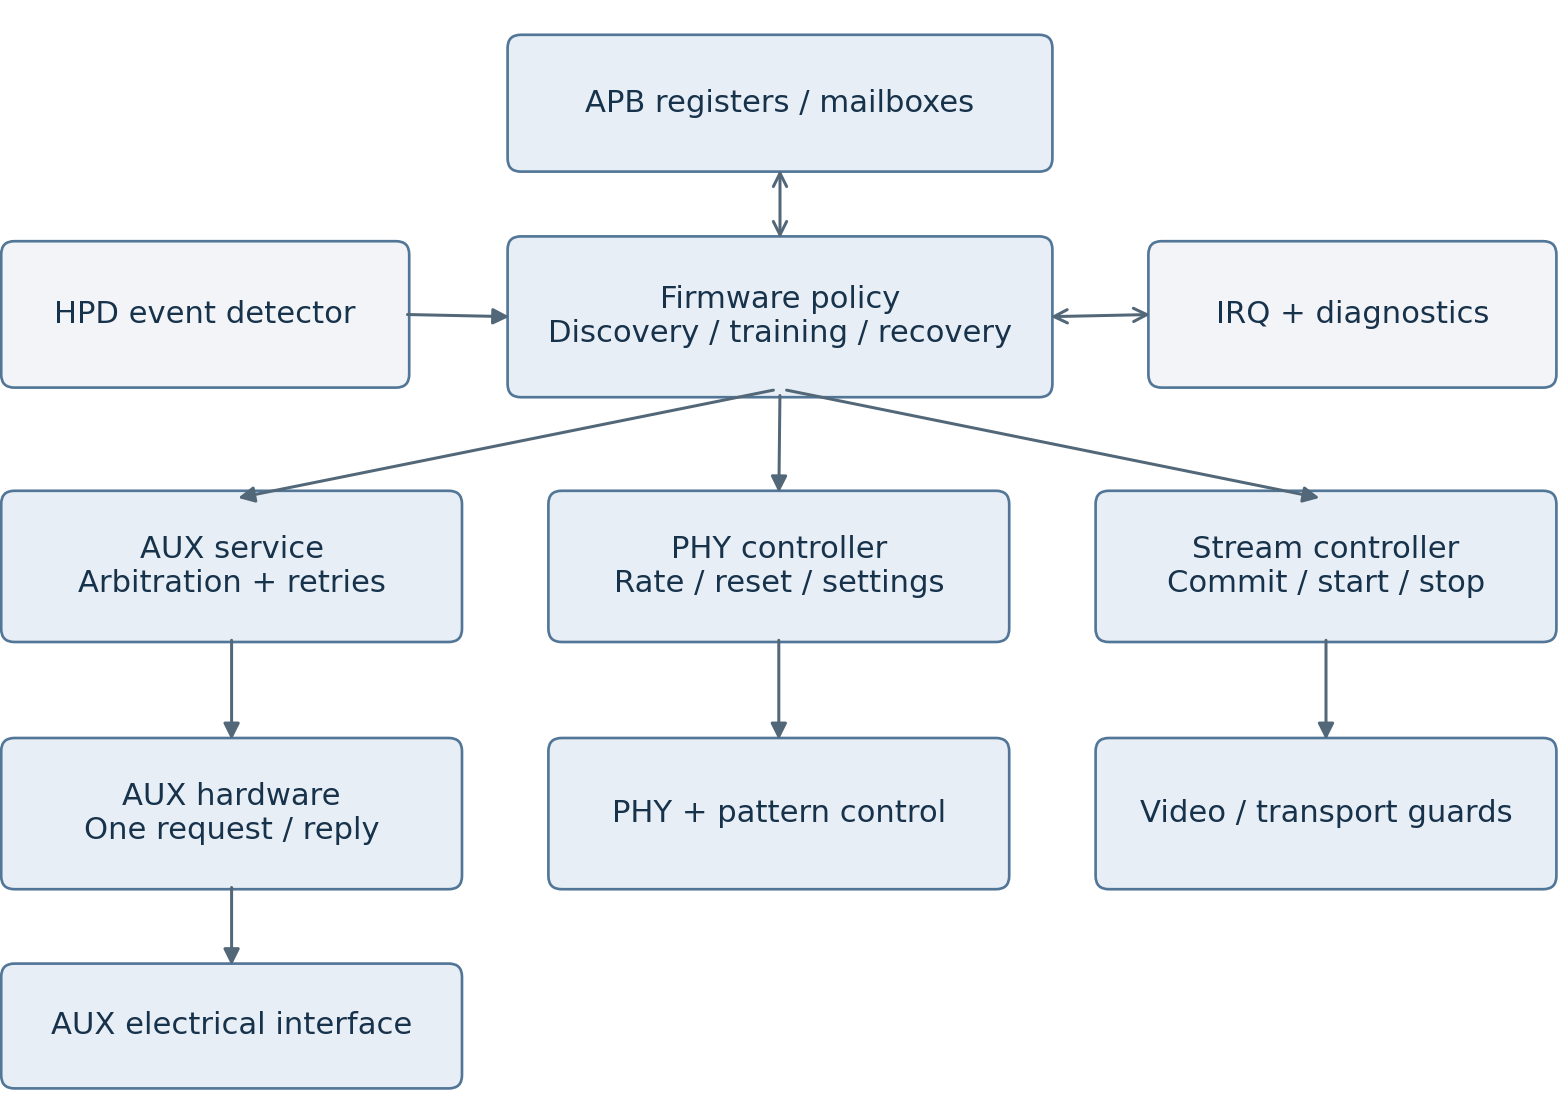 APB registers / mailboxes
HPD event detector
Firmware policy
Discovery / training / recovery
IRQ + diagnostics
AUX service
Arbitration + retries
PHY controller
Rate / reset / settings
Stream controller
Commit / start / stop
AUX hardware
One request / reply
PHY + pattern control
Video / transport guards
AUX electrical interface